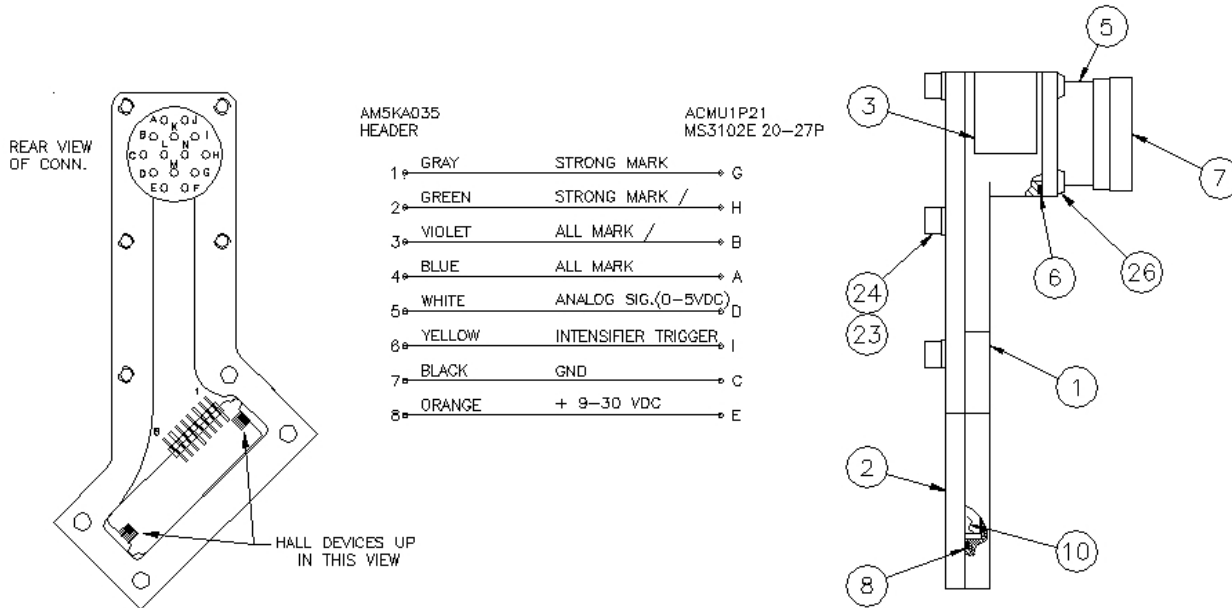 REAR VIEW
OF CONN.
A
J
K
B
I
L
N
C
H
M
D
G
E
F
1
8
HALL DEVICES UP
IN THIS VIEW
AM5KA035
HEADER
ACMU1P21
MS3102E 20-27P
1 GRAY STRONG MARK G
2 GREEN STRONG MARK / H
3 VIOLET ALL MARK / B
4 BLUE ALL MARK A
5 WHITE ANALOG SIG.(0-5VDC) D
6 YELLOW INTENSIFIER TRIGGER I
7 BLACK GND C
8 ORANGE + 9-30 VDC E
5
3
7
6
26
24
23
1
2
10
8